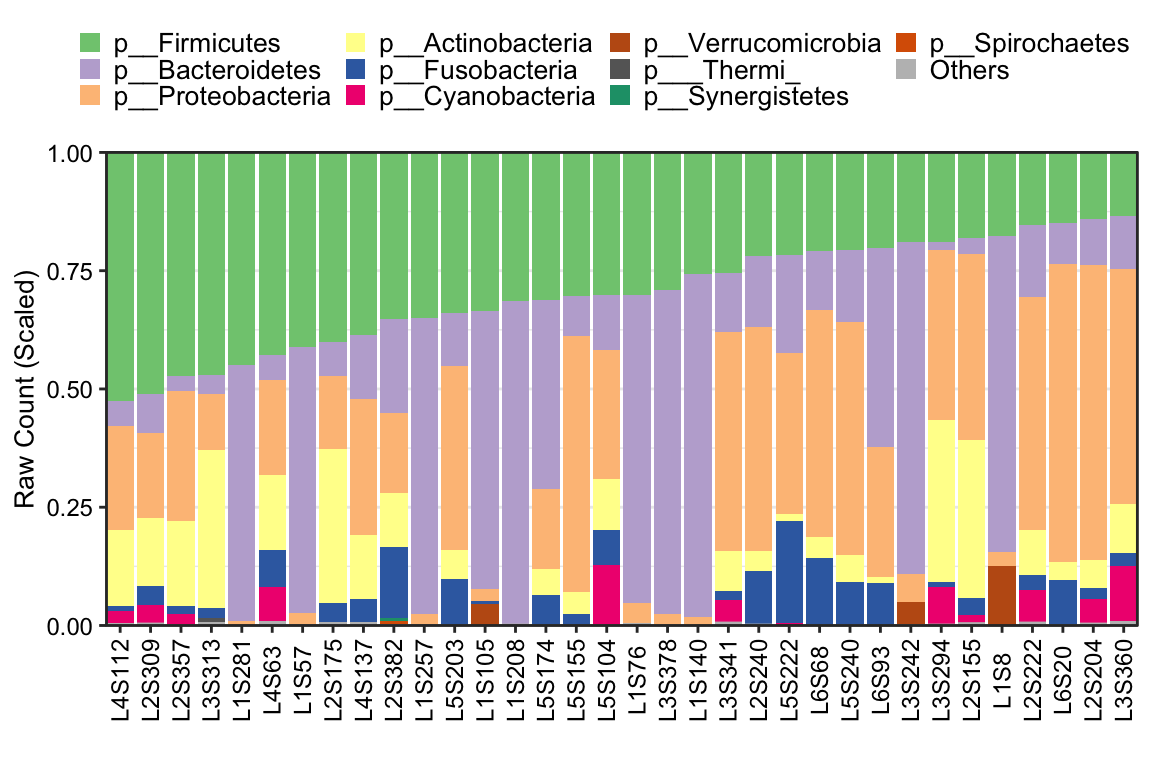 p__Firmicutes p__Actinobacteria p__Verrucomicrobia p__Spirochaetes
p__Bacteroidetes p__Fusobacteria p___Thermi_ Others
p__Proteobacteria p__Cyanobacteria p__Synergistetes
Raw Count (Scaled)
1.00
0.75
0.50
0.25
0.00
L4S112
L2S309
L2S357
L3S313
L1S281
L4S63
L1S57
L2S175
L4S137
L2S382
L1S257
L5S203
L1S105
L1S208
L5S174
L5S155
L5S104
L1S76
L3S378
L1S140
L3S341
L2S240
L5S222
L6S68
L5S240
L6S93
L3S242
L3S294
L2S155
L1S8
L2S222
L6S20
L2S204
L3S360